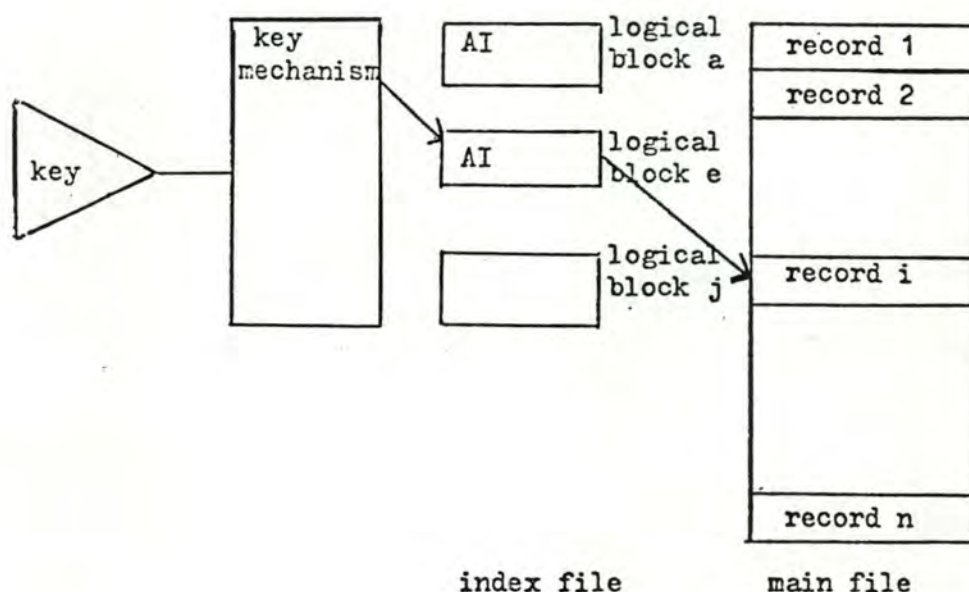 key
key
mechanism
AI
logical
block a
AI
logical
block e
logical
block j
record 1
record 2
record i
record n
index file
main file